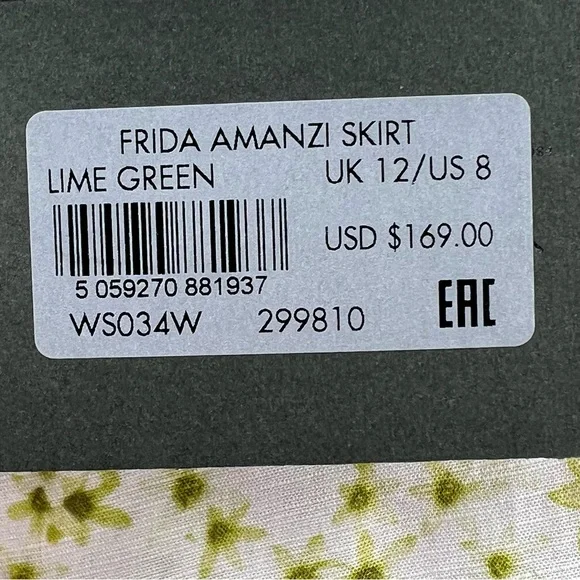 FRIDA AMANZI SKIRT
LIME GREEN UK 12/US 8
USD $169.00
5 059270 881937
WS034W 299810 EAC